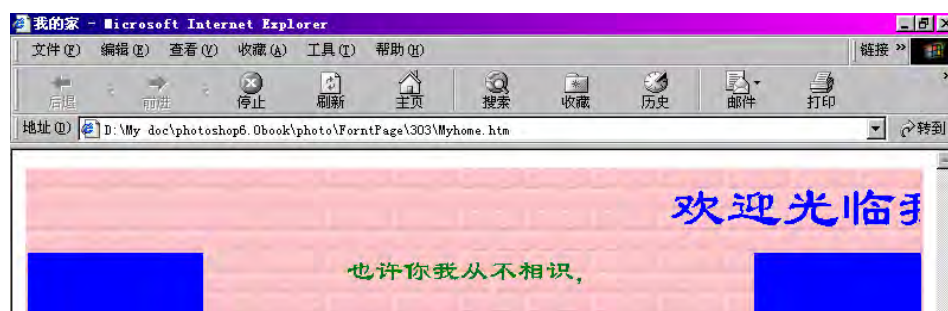 我的家 - Microsoft Internet Explorer
文件(F) 编辑(E) 查看(V) 收藏(A) 工具(T) 帮助(H) 链接 »
后退 前进 停止 刷新 主页 搜索 收藏 历史 邮件 打印 »
地址(D) D:\My doc\photoshop6.0book\photo\ForntPage\303\Myhome.htm 转到
欢迎光临我
也许你我从不相识，